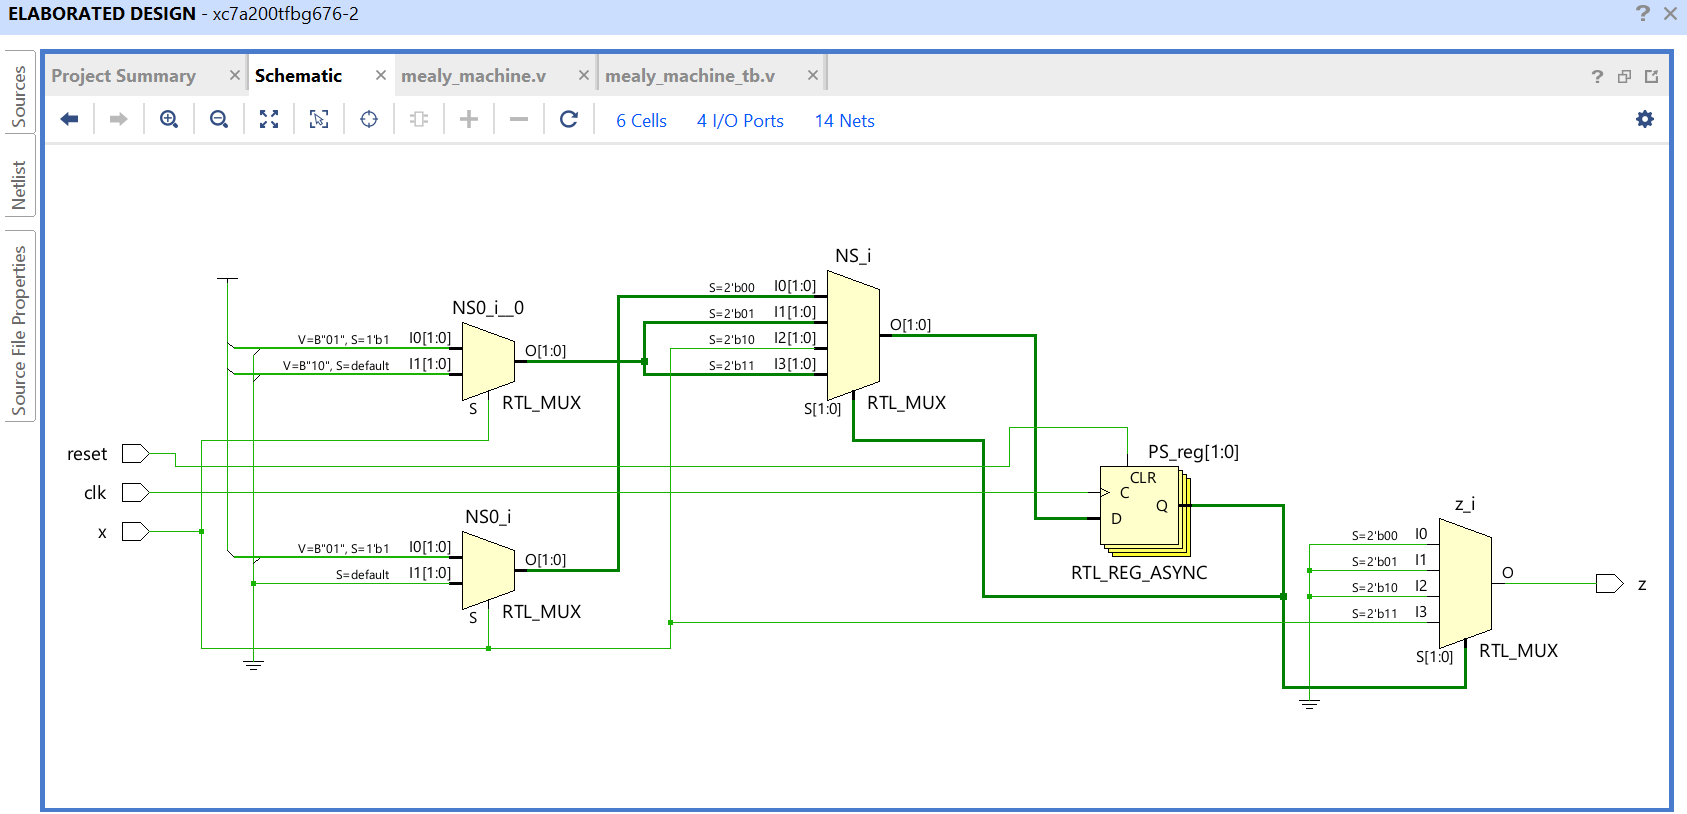 ELABORATED DESIGN - xc7a200tfbg676-2
Sources
Netlist
Source File Properties
Project Summary
Schematic
mealy_machine.v
mealy_machine_tb.v
6 Cells
4 I/O Ports
14 Nets
NS_i
S=2'b00 I0[1:0]
S=2'b01 I1[1:0]
S=2'b10 I2[1:0]
S=2'b11 I3[1:0]
O[1:0]
S[1:0]
RTL_MUX
NS0_i__0
V=B"01", S=1'b1 I0[1:0]
V=B"10", S=default I1[1:0]
O[1:0]
S
RTL_MUX
reset
clk
x
NS0_i
V=B"01", S=1'b1 I0[1:0]
S=default I1[1:0]
O[1:0]
S
RTL_MUX
PS_reg[1:0]
CLR
C
Q
D
RTL_REG_ASYNC
z_i
S=2'b00 I0
S=2'b01 I1
S=2'b10 I2
S=2'b11 I3
O
S[1:0]
RTL_MUX
z